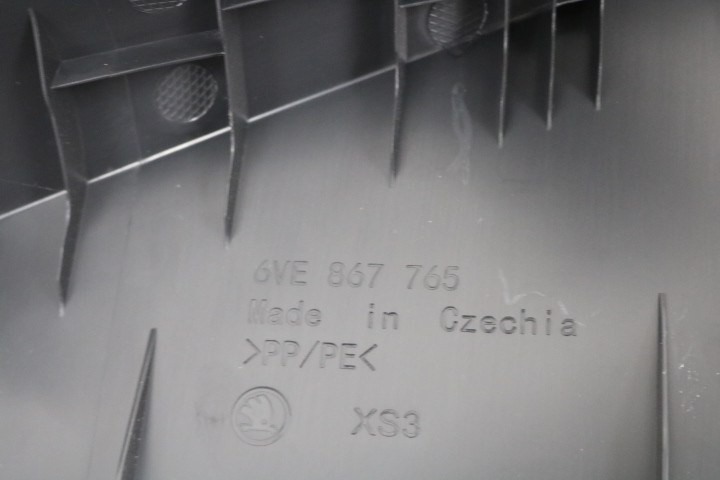 6VE 867 765
Made in Czechia
>PP/PE<
XS3